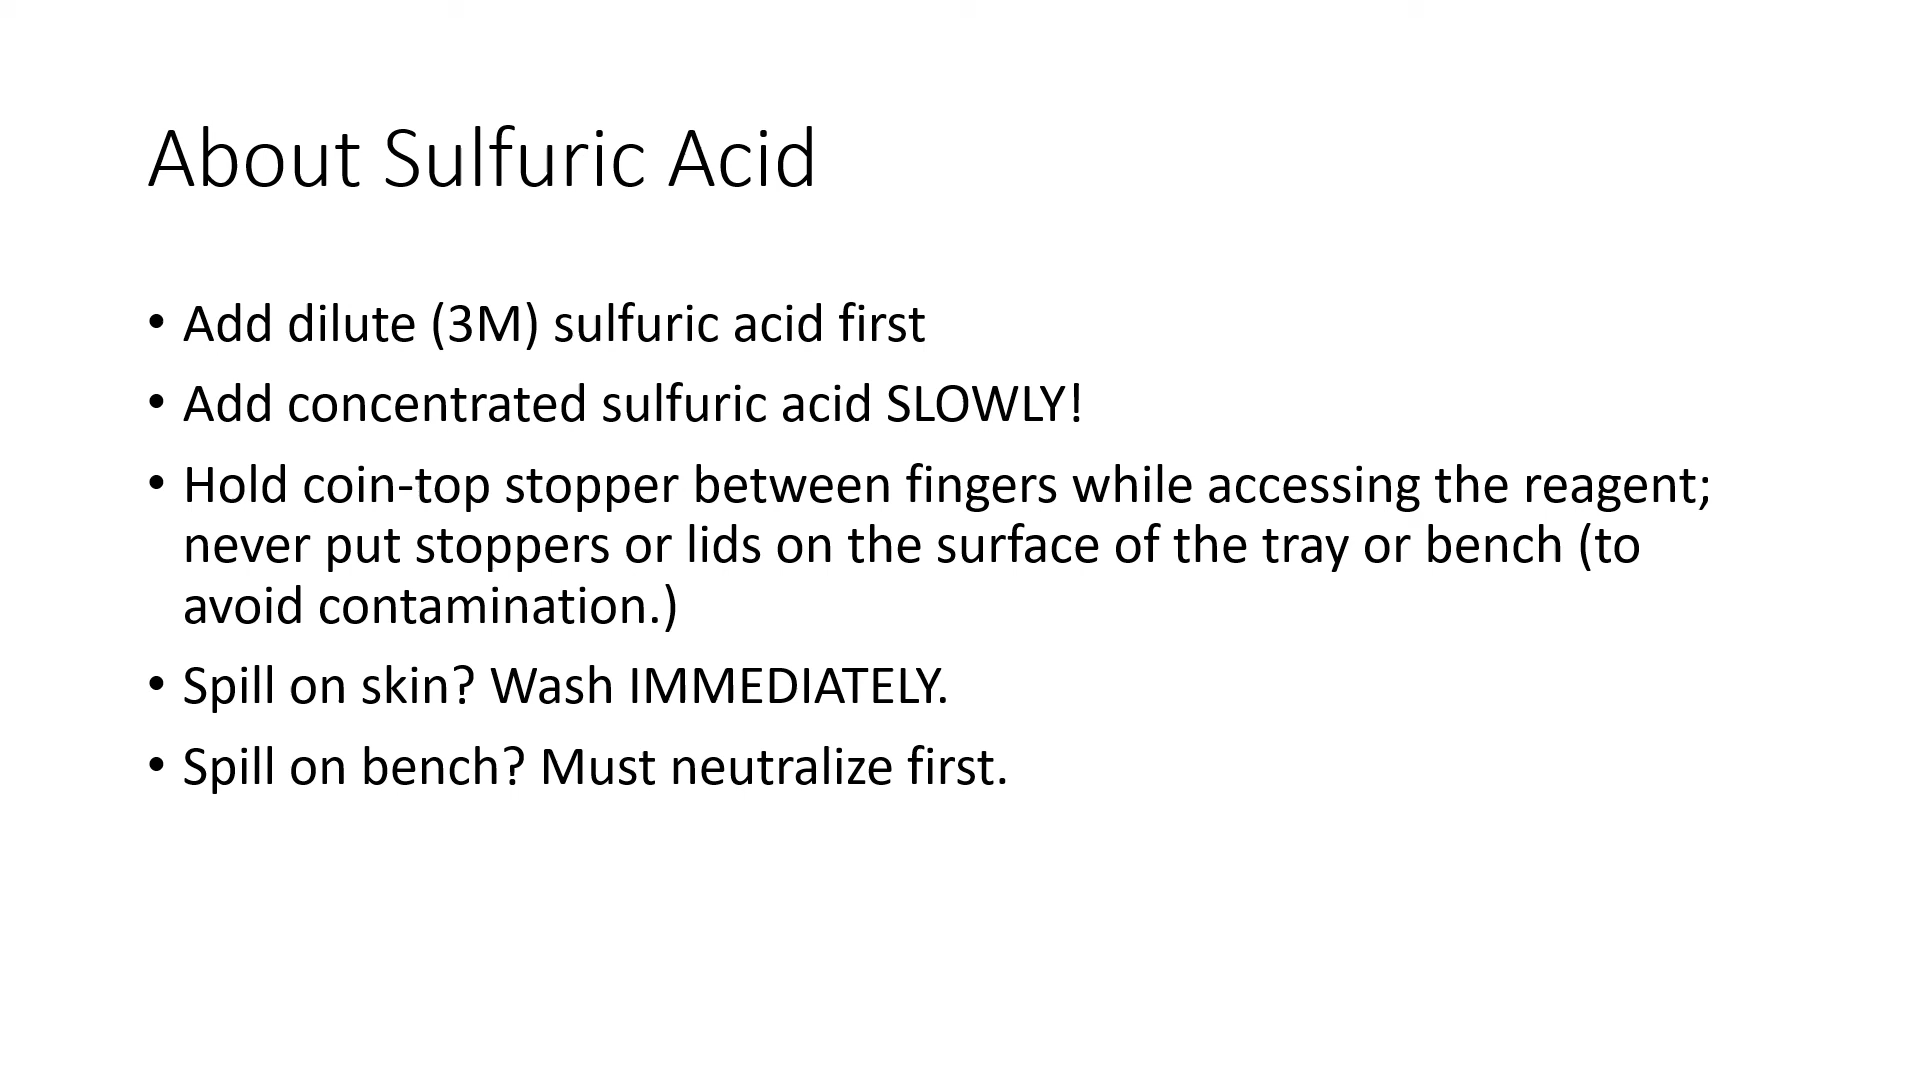 About Sulfuric Acid
• Add dilute (3M) sulfuric acid first
• Add concentrated sulfuric acid SLOWLY!
• Hold coin-top stopper between fingers while accessing the reagent;
never put stoppers or lids on the surface of the tray or bench (to
avoid contamination.)
• Spill on skin? Wash IMMEDIATELY.
• Spill on bench? Must neutralize first.